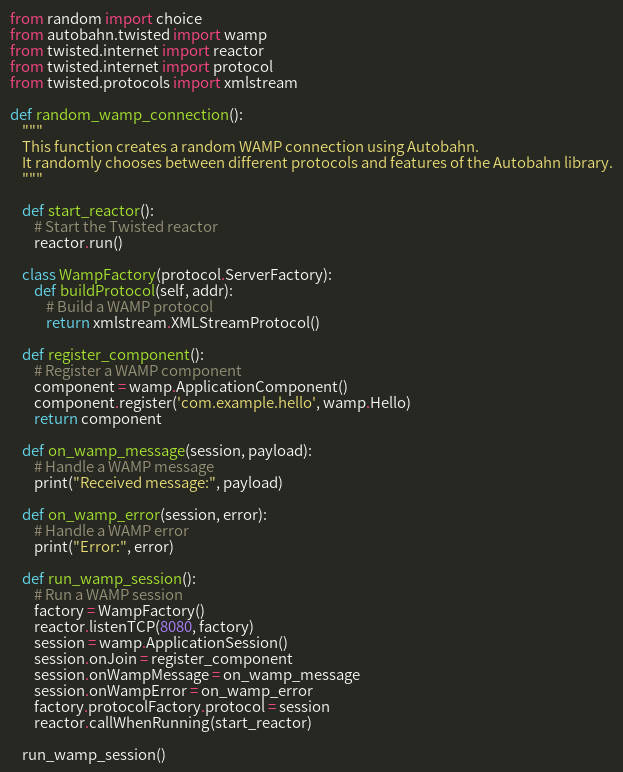 from random import choice
from autobahn.twisted import wamp
from twisted.internet import reactor
from twisted.internet import protocol
from twisted.protocols import xmlstream

def random_wamp_connection():
    """
    This function creates a random WAMP connection using Autobahn.
    It randomly chooses between different protocols and features of the Autobahn library.
    """

    def start_reactor():
        # Start the Twisted reactor
        reactor.run()

    class WampFactory(protocol.ServerFactory):
        def buildProtocol(self, addr):
            # Build a WAMP protocol
            return xmlstream.XMLStreamProtocol()

    def register_component():
        # Register a WAMP component
        component = wamp.ApplicationComponent()
        component.register('com.example.hello', wamp.Hello)
        return component

    def on_wamp_message(session, payload):
        # Handle a WAMP message
        print("Received message:", payload)

    def on_wamp_error(session, error):
        # Handle a WAMP error
        print("Error:", error)

    def run_wamp_session():
        # Run a WAMP session
        factory = WampFactory()
        reactor.listenTCP(8080, factory)
        session = wamp.ApplicationSession()
        session.onJoin = register_component
        session.onWampMessage = on_wamp_message
        session.onWampError = on_wamp_error
        factory.protocolFactory.protocol = session
        reactor.callWhenRunning(start_reactor)

    run_wamp_session()